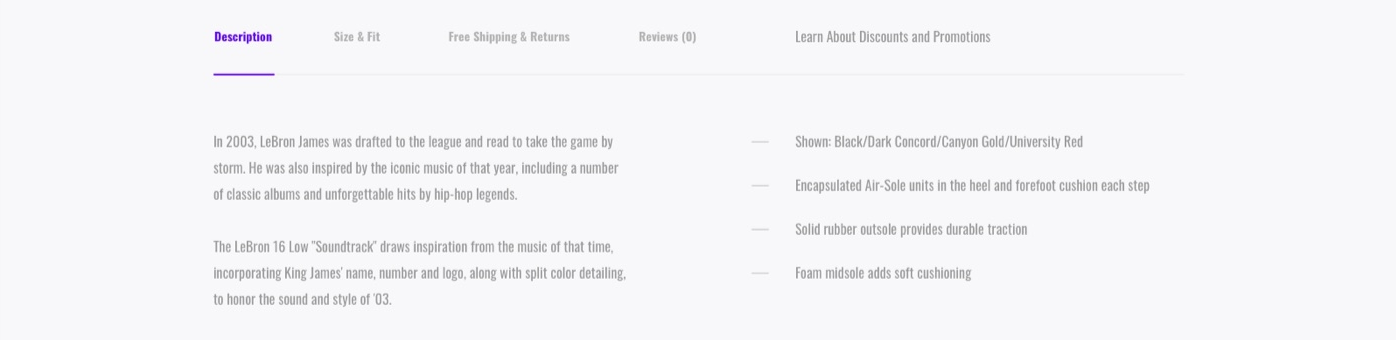 Description
Size & Fit
Free Shipping & Returns
Reviews (0)
Learn About Discounts and Promotions
In 2003, LeBron James was drafted to the league and read to take the game by
storm. He was also inspired by the iconic music of that year, including a number
of classic albums and unforgettable hits by hip-hop legends.
The LeBron 16 Low "Soundtrack" draws inspiration from the music of that time,
incorporating King James' name, number and logo, along with split color detailing,
to honor the sound and style of '03.
Shown: Black/Dark Concord/Canyon Gold/University Red
Encapsulated Air-Sole units in the heel and forefoot cushion each step
Solid rubber outsole provides durable traction
Foam midsole adds soft cushioning